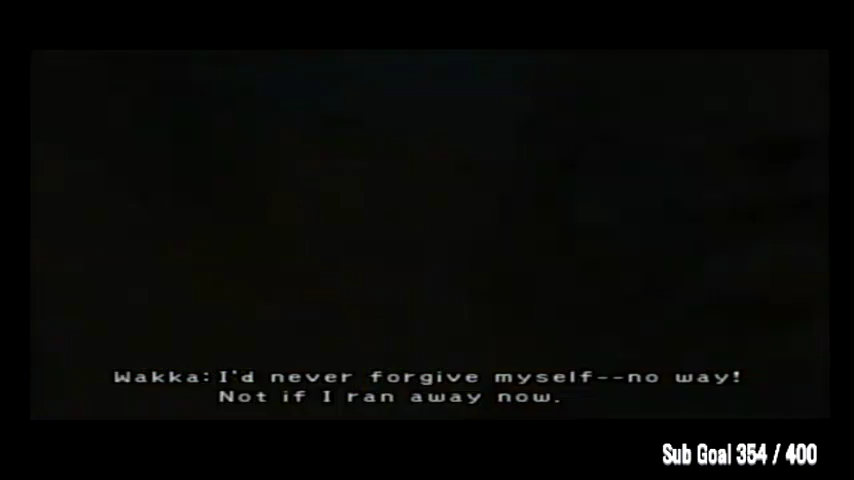 Wakka: I'd never forgive myself--no way!
Not if I ran away now.
Sub Goal 354 / 400